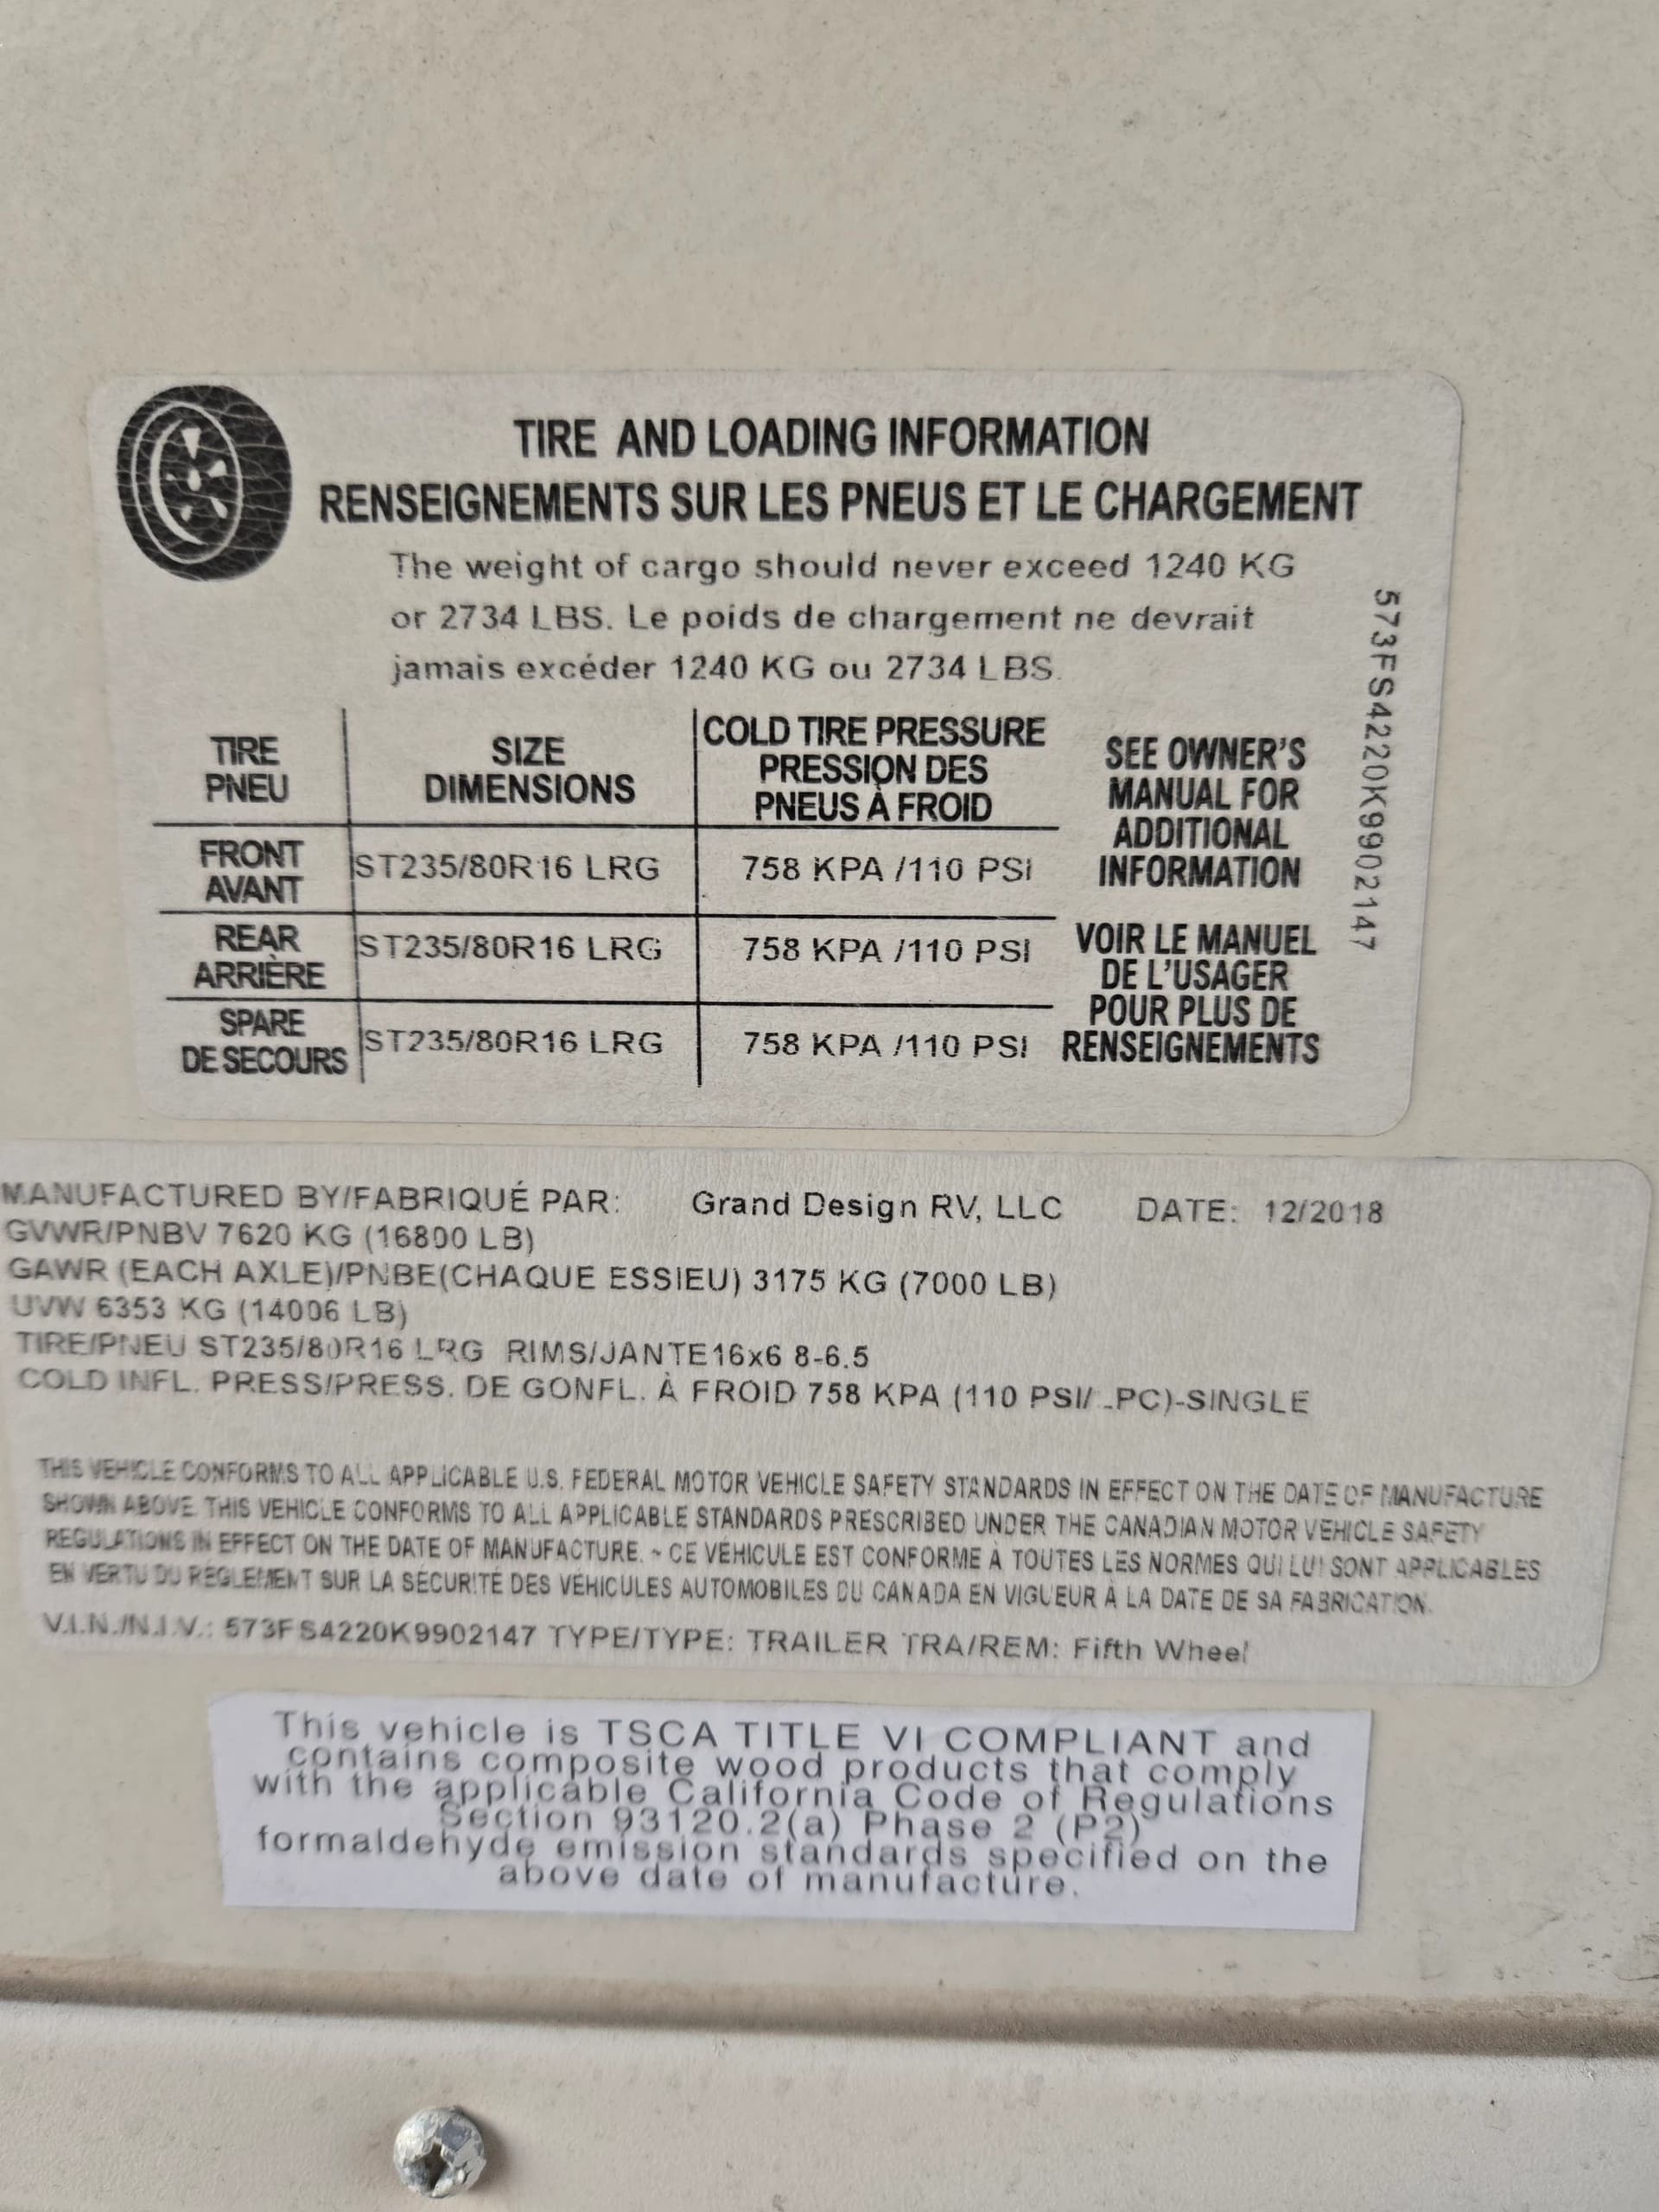 TIRE AND LOADING INFORMATION
RENSEIGNEMENTS SUR LES PNEUS ET LE CHARGEMENT
The weight of cargo should never exceed 1240 KG
or 2734 LBS. Le poids de chargement ne devrait
jamais excéder 1240 KG ou 2734 LBS.
TIRE
PNEU
SIZE
DIMENSIONS
COLD TIRE PRESSURE
PRESSION DES
PNEUS À FROID
SEE OWNER'S
MANUAL FOR
ADDITIONAL
INFORMATION
FRONT
AVANT
ST235/80R16 LRG
758 KPA /110 PSI
REAR
ARRIÈRE
ST235/80R16 LRG
758 KPA /110 PSI
VOIR LE MANUEL
DE L'USAGER
POUR PLUS DE
RENSEIGNEMENTS
SPARE
DE SECOURS
ST235/80R16 LRG
758 KPA /110 PSI
573FS4220K9902147
MANUFACTURED BY/FABRIQUÉ PAR: Grand Design RV, LLC DATE: 12/2018
GVWR/PNBV 7620 KG (16800 LB)
GAWR (EACH AXLE)/PNBE(CHAQUE ESSIEU) 3175 KG (7000 LB)
UVW 6353 KG (14006 LB)
TIRE/PNEU ST235/80R16 LRG RIMS/JANTE16x6 8-6.5
COLD INFL. PRESS/PRESS. DE GONFL. À FROID 758 KPA (110 PSI/ PC)-SINGLE
THIS VEHICLE CONFORMS TO ALL APPLICABLE U.S. FEDERAL MOTOR VEHICLE SAFETY STANDARDS IN EFFECT ON THE DATE OF MANUFACTURE
SHOWN ABOVE. THIS VEHICLE CONFORMS TO ALL APPLICABLE STANDARDS PRESCRIBED UNDER THE CANADIAN MOTOR VEHICLE SAFETY
REGULATIONS IN EFFECT ON THE DATE OF MANUFACTURE. ~ CE VÉHICULE EST CONFORME À TOUTES LES NORMES QUI LUI SONT APPLICABLES
EN VERTU DU RÈGLEMENT SUR LA SÉCURITÉ DES VÉHICULES AUTOMOBILES DU CANADA EN VIGUEUR À LA DATE DE SA FABRICATION.
V.I.N./N.I.V.: 573FS4220K9902147 TYPE/TYPE: TRAILER TRA/REM: Fifth Wheel
This vehicle is TSCA TITLE VI COMPLIANT and
contains composite wood products that comply
with the applicable California Code of Regulations
Section 93120.2(a) Phase 2 (P2)
formaldehyde emission standards specified on the
above date of manufacture.